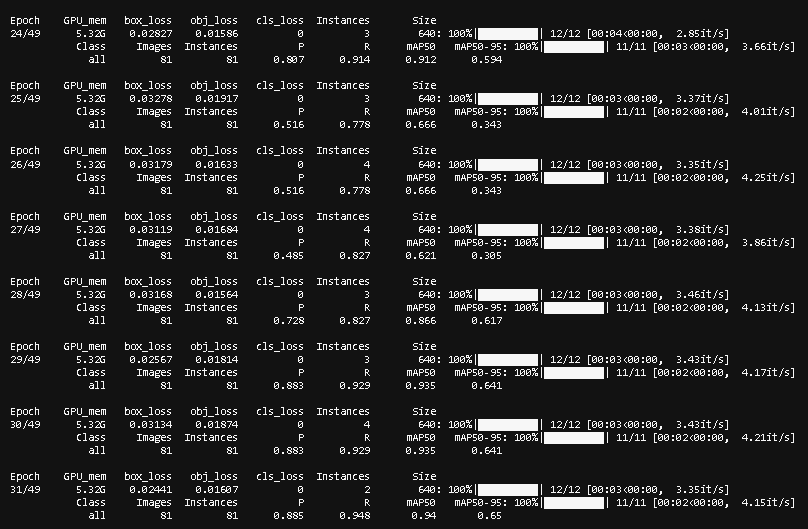 Epoch GPU_mem box_loss obj_loss cls_loss Instances Size
24/49 5.32G 0.02827 0.01586 0 3 640: 100%|██████████| 12/12 [00:04<00:00, 2.85it/s]
Class Images Instances P R mAP50 mAP50-95: 100%|██████████| 11/11 [00:03<00:00, 3.66it/s]
all 81 81 0.807 0.914 0.912 0.594
Epoch GPU_mem box_loss obj_loss cls_loss Instances Size
25/49 5.32G 0.03278 0.01917 0 3 640: 100%|██████████| 12/12 [00:03<00:00, 3.37it/s]
Class Images Instances P R mAP50 mAP50-95: 100%|██████████| 11/11 [00:02<00:00, 4.01it/s]
all 81 81 0.516 0.778 0.666 0.343
Epoch GPU_mem box_loss obj_loss cls_loss Instances Size
26/49 5.32G 0.03179 0.01633 0 4 640: 100%|██████████| 12/12 [00:03<00:00, 3.35it/s]
Class Images Instances P R mAP50 mAP50-95: 100%|██████████| 11/11 [00:02<00:00, 4.25it/s]
all 81 81 0.516 0.778 0.666 0.343
Epoch GPU_mem box_loss obj_loss cls_loss Instances Size
27/49 5.32G 0.03119 0.01684 0 4 640: 100%|██████████| 12/12 [00:03<00:00, 3.38it/s]
Class Images Instances P R mAP50 mAP50-95: 100%|██████████| 11/11 [00:02<00:00, 3.86it/s]
all 81 81 0.485 0.827 0.621 0.305
Epoch GPU_mem box_loss obj_loss cls_loss Instances Size
28/49 5.32G 0.03168 0.01564 0 3 640: 100%|██████████| 12/12 [00:03<00:00, 3.46it/s]
Class Images Instances P R mAP50 mAP50-95: 100%|██████████| 11/11 [00:02<00:00, 4.13it/s]
all 81 81 0.728 0.827 0.866 0.617
Epoch GPU_mem box_loss obj_loss cls_loss Instances Size
29/49 5.32G 0.02567 0.01814 0 3 640: 100%|██████████| 12/12 [00:03<00:00, 3.43it/s]
Class Images Instances P R mAP50 mAP50-95: 100%|██████████| 11/11 [00:02<00:00, 4.17it/s]
all 81 81 0.883 0.929 0.935 0.641
Epoch GPU_mem box_loss obj_loss cls_loss Instances Size
30/49 5.32G 0.03134 0.01874 0 4 640: 100%|██████████| 12/12 [00:03<00:00, 3.43it/s]
Class Images Instances P R mAP50 mAP50-95: 100%|██████████| 11/11 [00:02<00:00, 4.21it/s]
all 81 81 0.883 0.929 0.935 0.641
Epoch GPU_mem box_loss obj_loss cls_loss Instances Size
31/49 5.32G 0.02441 0.01607 0 2 640: 100%|██████████| 12/12 [00:03<00:00, 3.35it/s]
Class Images Instances P R mAP50 mAP50-95: 100%|██████████| 11/11 [00:02<00:00, 4.15it/s]
all 81 81 0.885 0.948 0.94 0.65